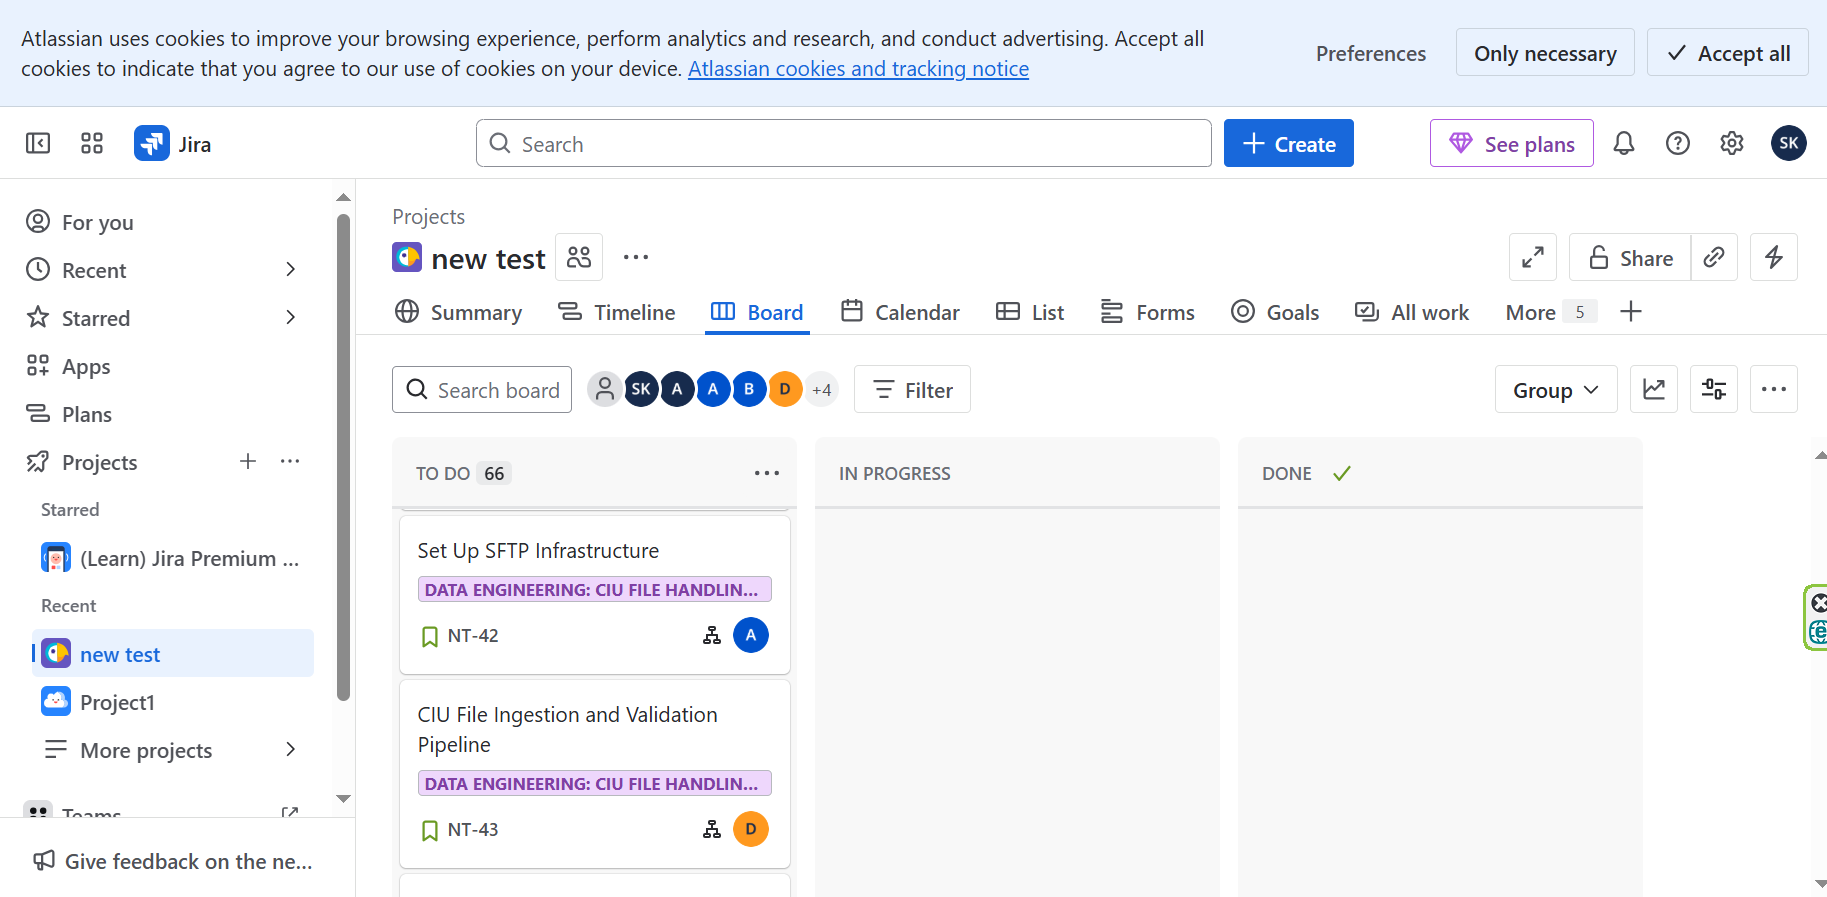 Atlassian uses cookies to improve your browsing experience, perform analytics and research, and conduct advertising. Accept all
cookies to indicate that you agree to our use of cookies on your device. Atlassian cookies and tracking notice
Preferences
Only necessary
Accept all
Jira
Search
Create
See plans
SK
For you
Recent
Starred
Apps
Plans
Projects
Starred
(Learn) Jira Premium ...
Recent
new test
Project1
More projects
Teams
Give feedback on the ne...
Projects
new test
Share
Summary
Timeline
Board
Calendar
List
Forms
Goals
All work
More 5
Search board
SK
A
A
B
D
+4
Filter
Group
TO DO 66
Set Up SFTP Infrastructure
DATA ENGINEERING: CIU FILE HANDLIN...
NT-42
A
CIU File Ingestion and Validation
Pipeline
DATA ENGINEERING: CIU FILE HANDLIN...
NT-43
D
IN PROGRESS
DONE